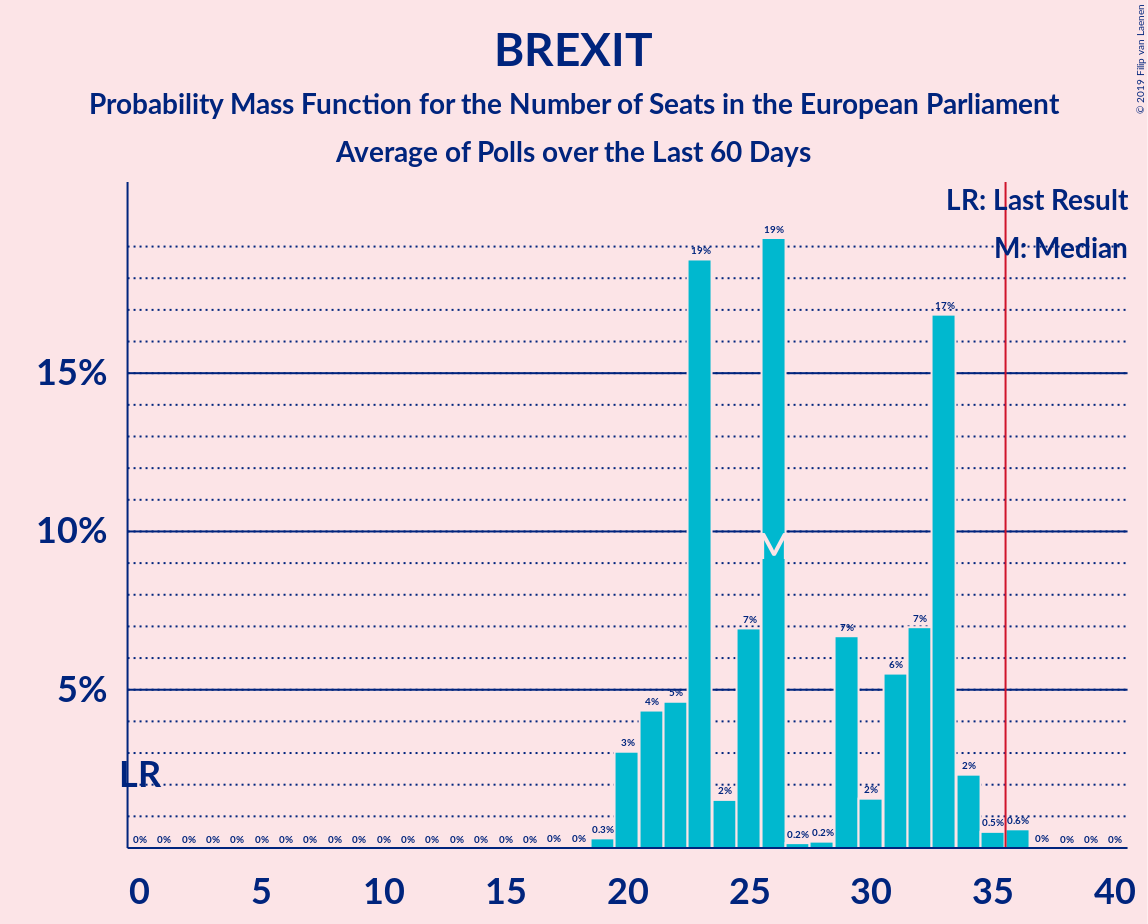 BREXIT
Probability Mass Function for the Number of Seats in the European Parliament
Average of Polls over the Last 60 Days
© 2019 Filip van Laenen
LR: Last Result
M: Median
15%
10%
5%
LR
M
0% 0% 0% 0% 0% 0% 0% 0% 0% 0% 0% 0% 0% 0% 0% 0% 0% 0% 0% 0.3% 3% 4% 5% 19% 2% 7% 19% 0.2% 0.2% 7% 2% 6% 7% 17% 2% 0.5% 0.6% 0% 0% 0% 0%
0 5 10 15 20 25 30 35 40